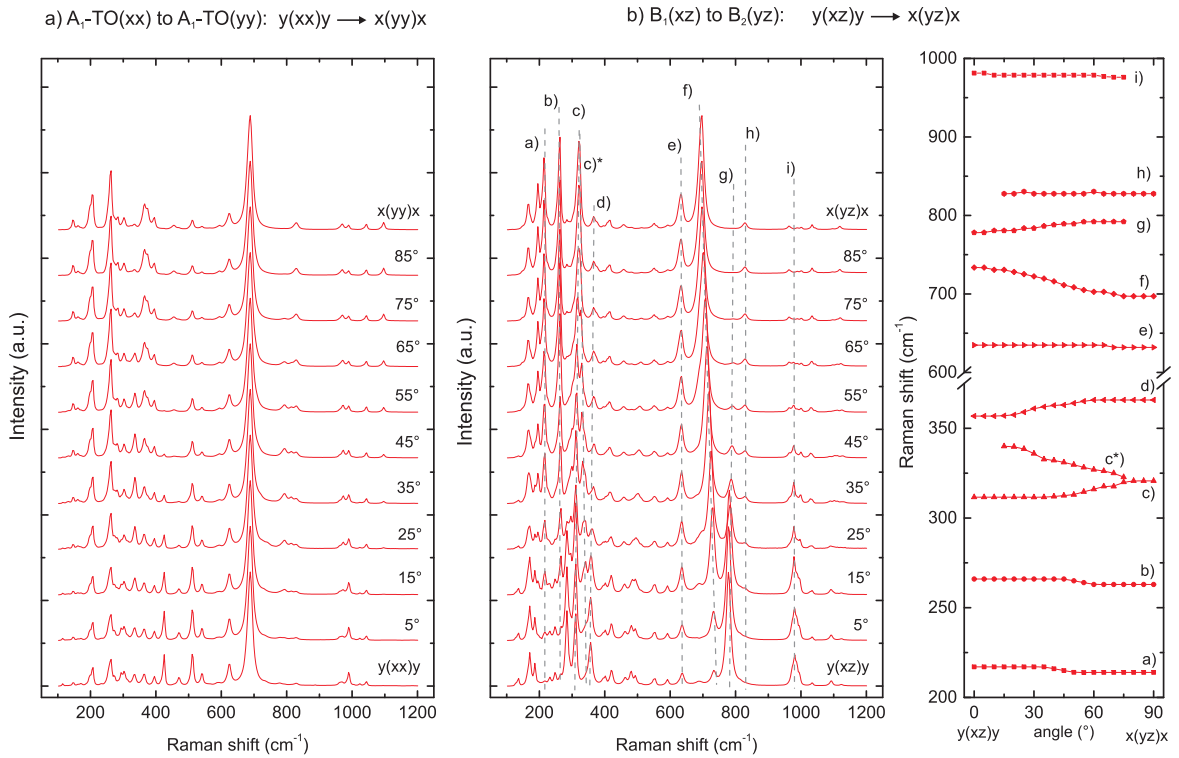 a) A₁-TO(xx) to A₁-TO(yy): y(xx)y ⟶ x(yy)x
b) B₁(xz) to B₂(yz): y(xz)y ⟶ x(yz)x
Intensity (a.u.)
x(yy)x
85°
75°
65°
55°
45°
35°
25°
15°
5°
y(xx)y
200 400 600 800 1000 1200
Raman shift (cm⁻¹)
Intensity (a.u.)
a)
b)
c)
c)*
d)
e)
f)
g)
h)
i)
x(yz)x
85°
75°
65°
55°
45°
35°
25°
15°
5°
y(xz)y
200 400 600 800 1000 1200
Raman shift (cm⁻¹)
Raman shift (cm⁻¹)
1000
900
800
700
600
350
300
250
200
i)
h)
g)
f)
e)
d)
c*)
c)
b)
a)
0 30 60 90
y(xz)y angle (°) x(yz)x